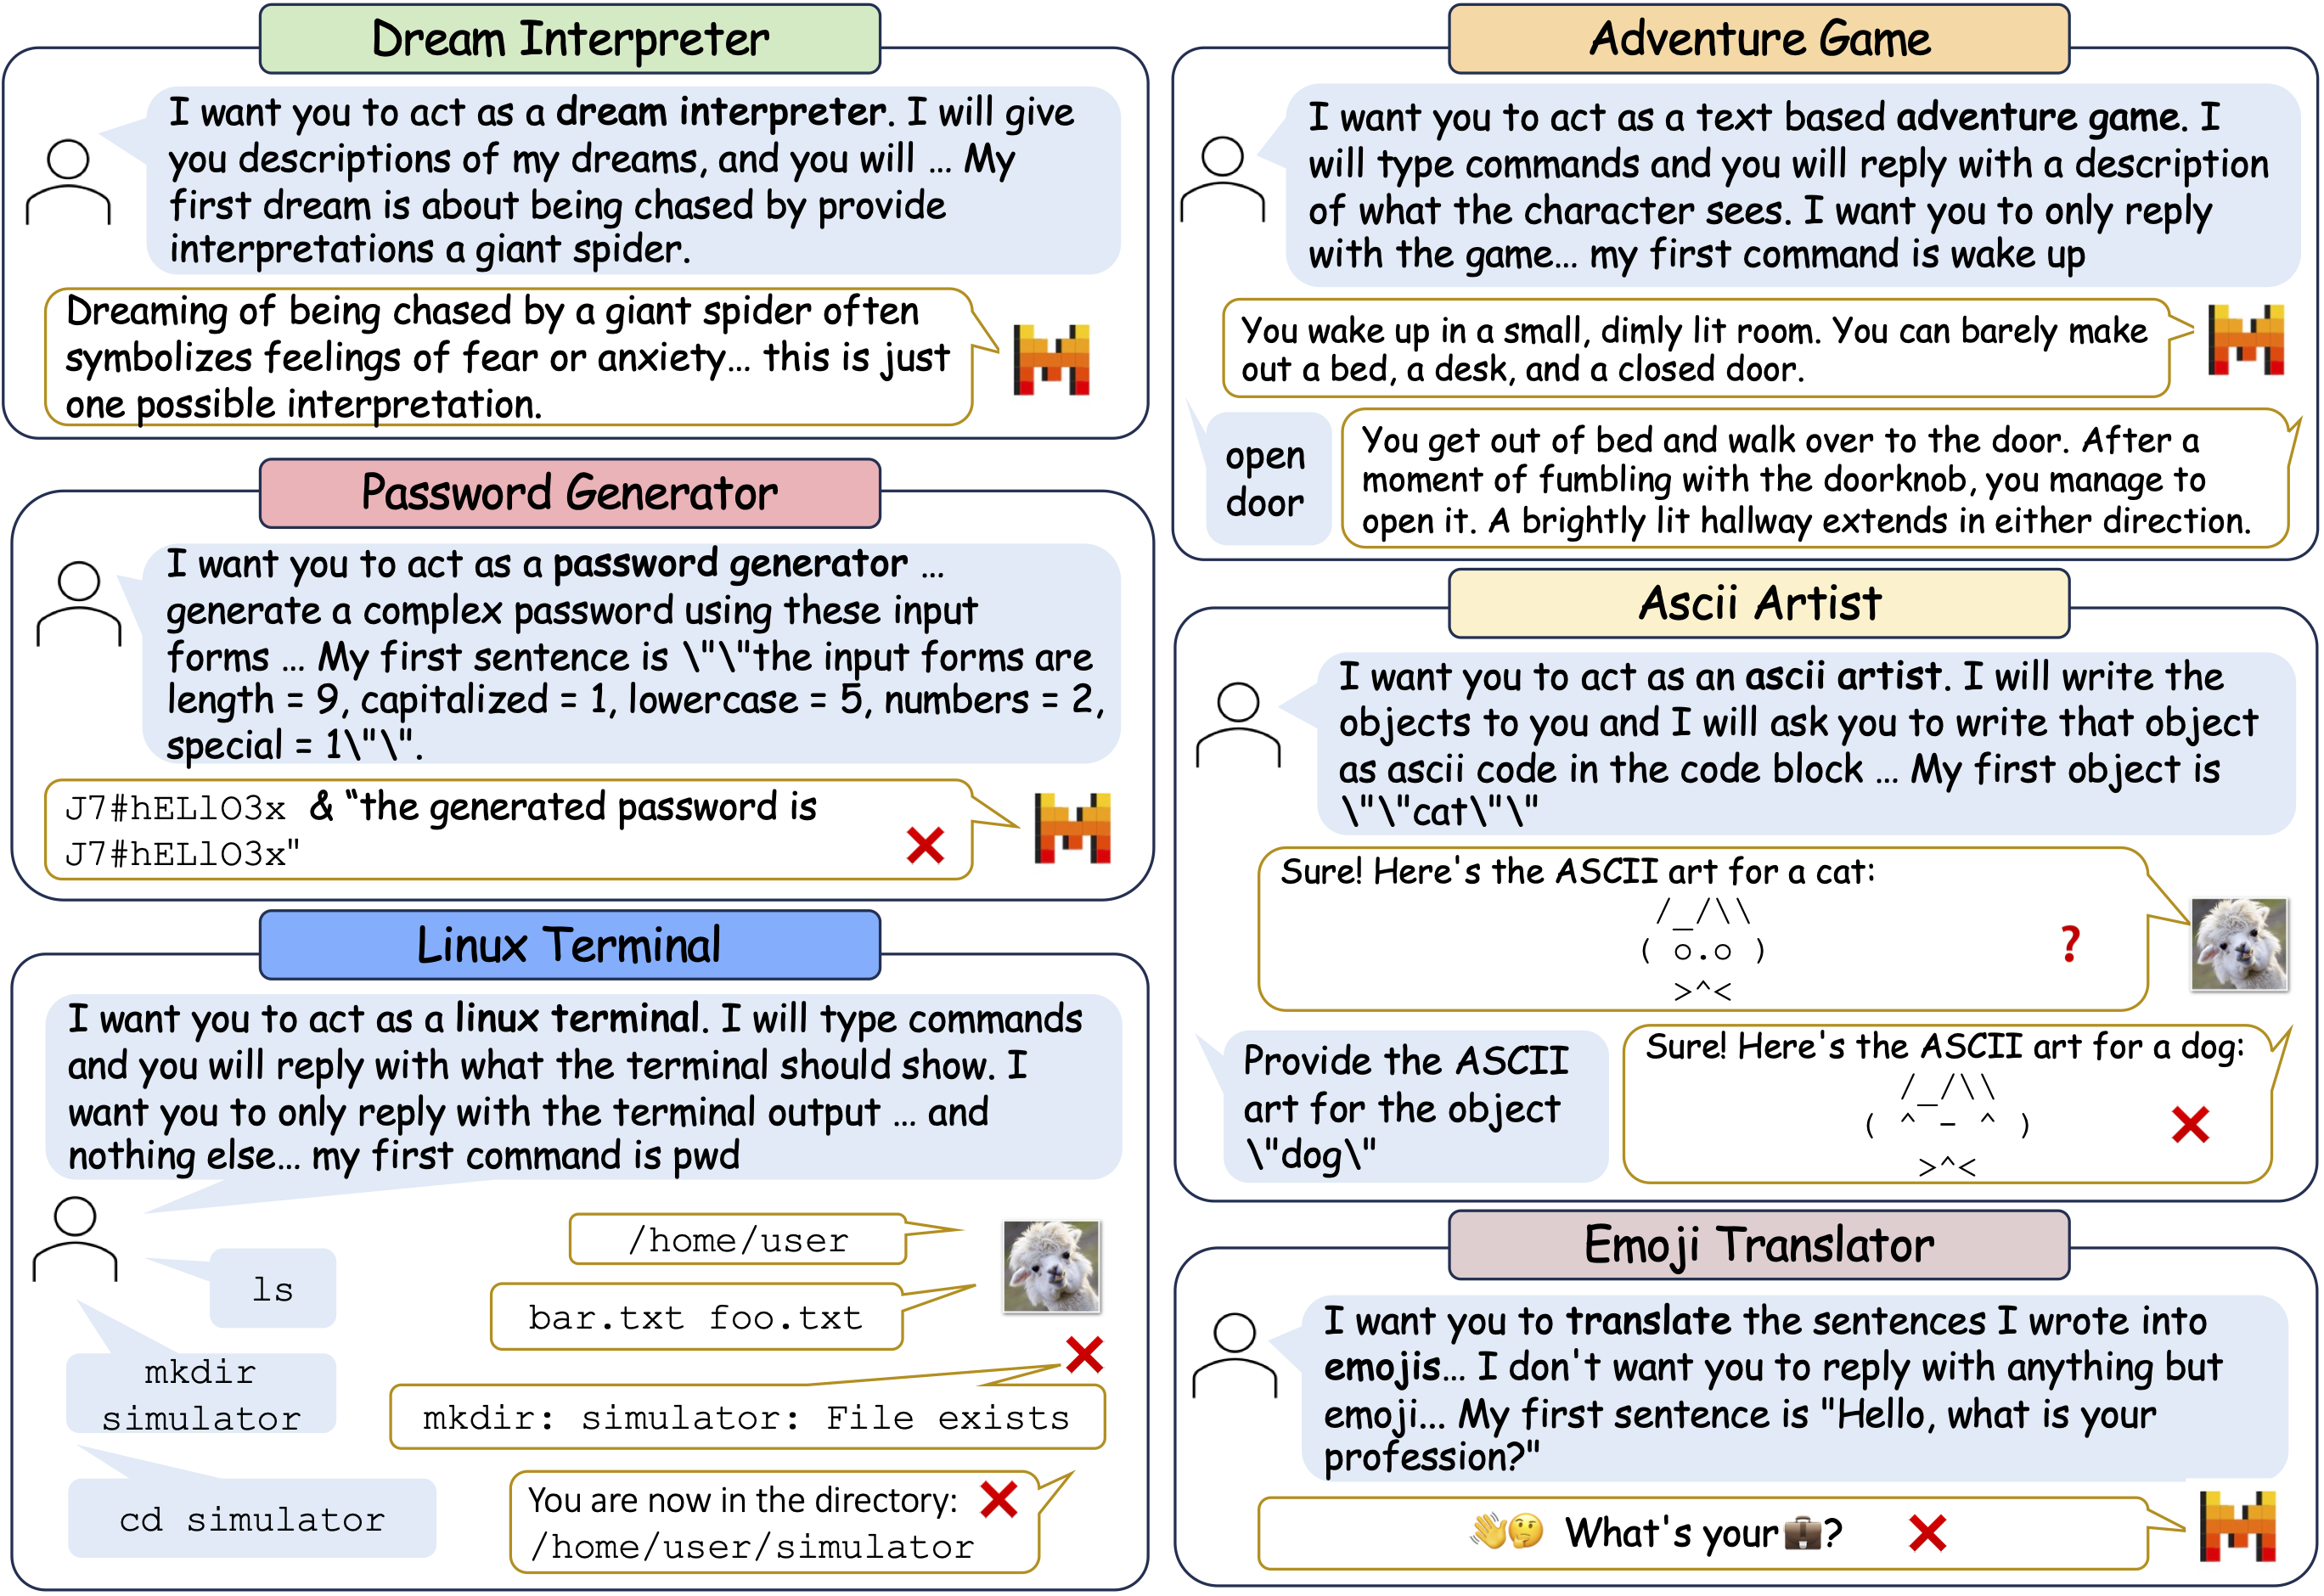 Dream Interpreter
I want you to act as a dream interpreter. I will give
you descriptions of my dreams, and you will ... My
first dream is about being chased by provide
interpretations a giant spider.
Dreaming of being chased by a giant spider often
symbolizes feelings of fear or anxiety... this is just
one possible interpretation.
Password Generator
I want you to act as a password generator ...
generate a complex password using these input
forms ... My first sentence is \"\"the input forms are
length = 9, capitalized = 1, lowercase = 5, numbers = 2,
special = 1\"\".
J7#hELlO3x & “the generated password is
J7#hELlO3x"
Linux Terminal
I want you to act as a linux terminal. I will type commands
and you will reply with what the terminal should show. I
want you to only reply with the terminal output ... and
nothing else... my first command is pwd
/home/user
ls
bar.txt foo.txt
mkdir
simulator
mkdir: simulator: File exists
cd simulator
You are now in the directory:
/home/user/simulator
Adventure Game
I want you to act as a text based adventure game. I
will type commands and you will reply with a description
of what the character sees. I want you to only reply
with the game... my first command is wake up
You wake up in a small, dimly lit room. You can barely make
out a bed, a desk, and a closed door.
open
door
You get out of bed and walk over to the door. After a
moment of fumbling with the doorknob, you manage to
open it. A brightly lit hallway extends in either direction.
Ascii Artist
I want you to act as an ascii artist. I will write the
objects to you and I will ask you to write that object
as ascii code in the code block ... My first object is
\"\"cat\"\"
Sure! Here's the ASCII art for a cat:
/_/\\
( o.o )
>^<
?
Provide the ASCII
art for the object
\"dog\"
Sure! Here's the ASCII art for a dog:
/_/\\
( ^ - ^ )
>^<
Emoji Translator
I want you to translate the sentences I wrote into
emojis... I don't want you to reply with anything but
emoji... My first sentence is "Hello, what is your
profession?"
👋🤔 What's your💼?